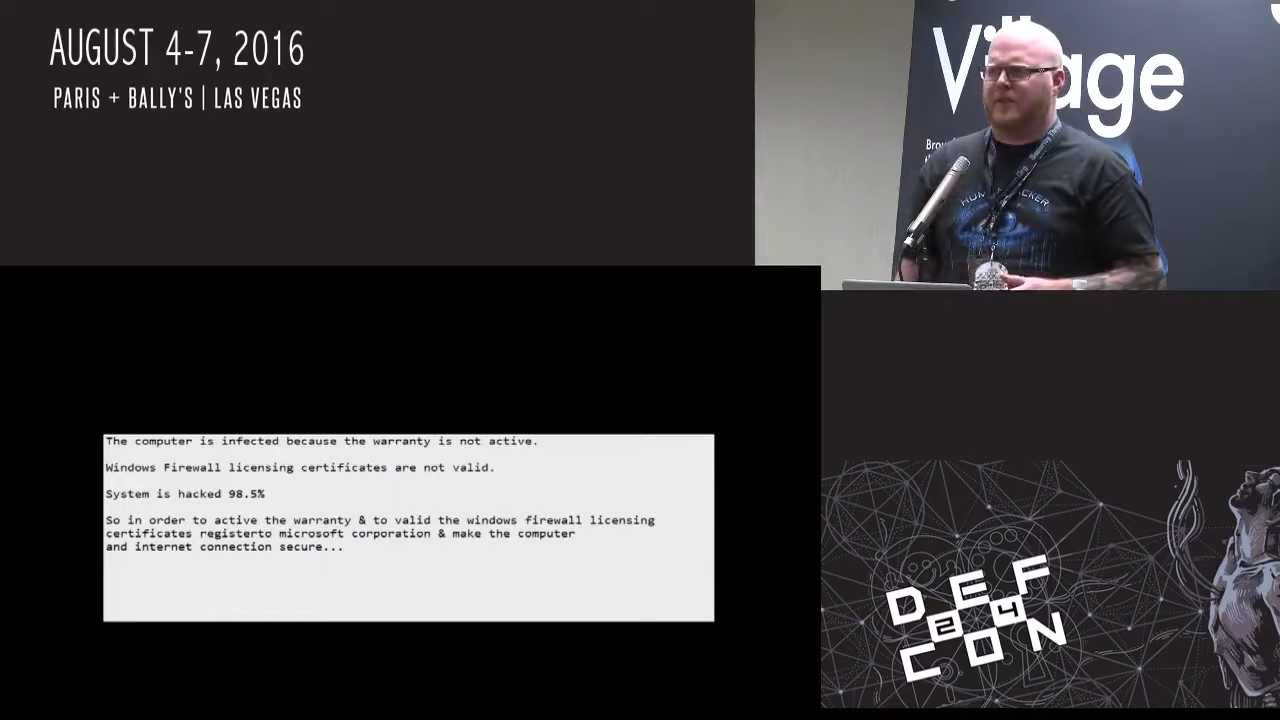 AUGUST 4-7, 2016
PARIS + BALLY'S | LAS VEGAS
Village
The computer is infected because the warranty is not active.
Windows Firewall licensing certificates are not valid.
System is hacked 98.5%
So in order to active the warranty & to valid the windows firewall licensing
certificates registerto microsoft corporation & make the computer
and internet connection secure...
DEF
24
CON